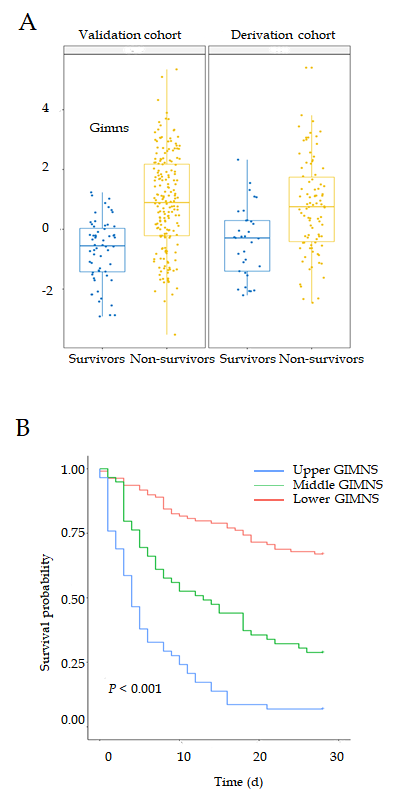 A
Validation cohort Derivation cohort
Gimns
4
2
0
-2
Survivors Non-survivors Survivors Non-survivors
B
Upper GIMNS
Middle GIMNS
Lower GIMNS
1.00
0.75
0.50
0.25
0.00
Survival probability
P < 0.001
0 10 20 30
Time (d)